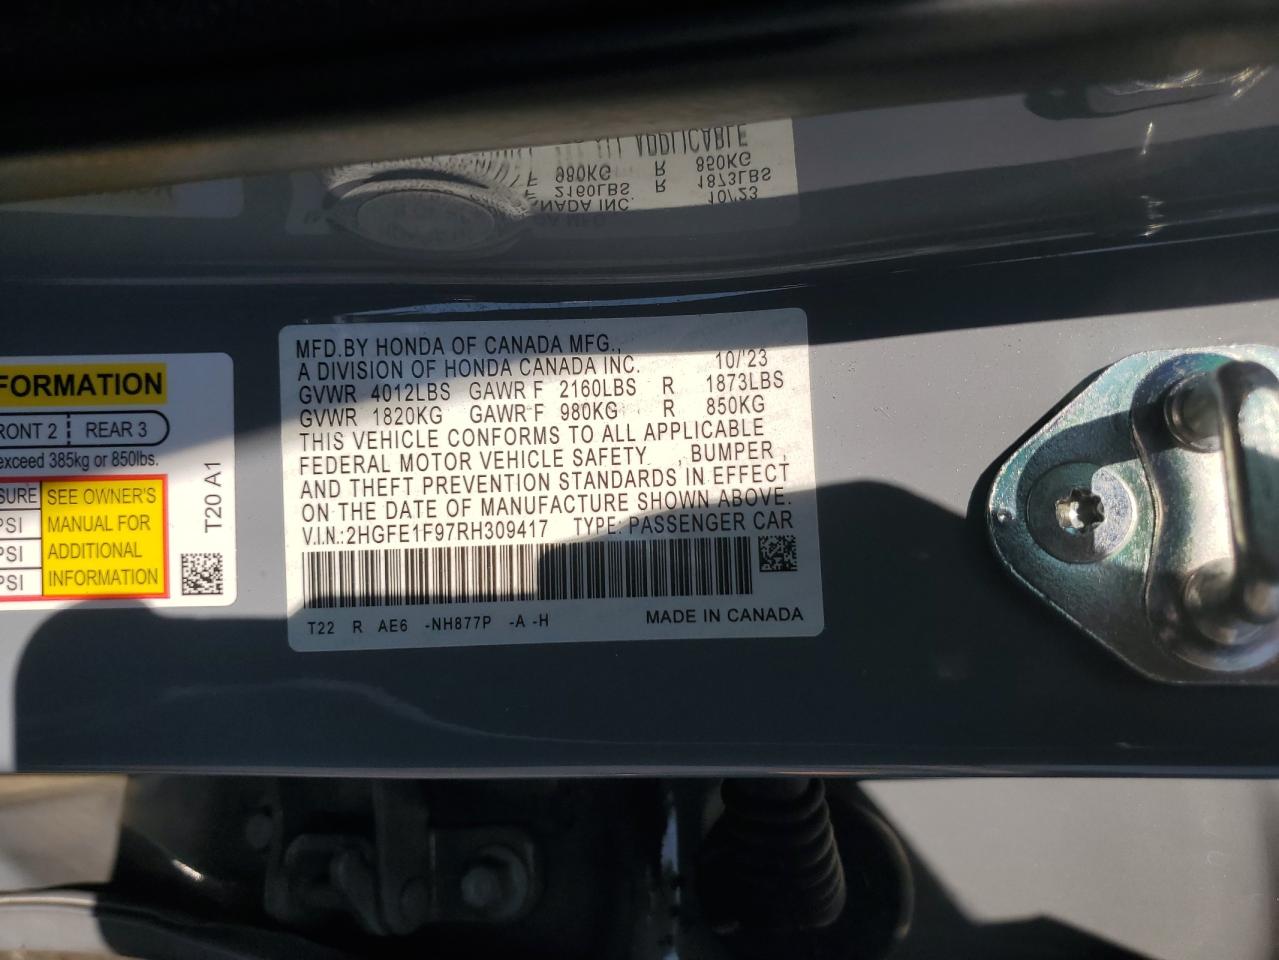 FORMATION
RONT 2 REAR 3
exceed 385kg or 850lbs.
SURE
PSI
PSI
PSI
SEE OWNER'S
MANUAL FOR
ADDITIONAL
INFORMATION
T20 A1
MFD.BY HONDA OF CANADA MFG.,
A DIVISION OF HONDA CANADA INC. 10/'23
GVWR 4012LBS GAWR F 2160LBS R 1873LBS
GVWR 1820KG GAWR F 980KG R 850KG
THIS VEHICLE CONFORMS TO ALL APPLICABLE
FEDERAL MOTOR VEHICLE SAFETY , BUMPER ,
AND THEFT PREVENTION STANDARDS IN EFFECT
ON THE DATE OF MANUFACTURE SHOWN ABOVE.
V.I.N.:2HGFE1F97RH309417 TYPE: PASSENGER CAR
T22 R AE6 -NH877P -A -H MADE IN CANADA